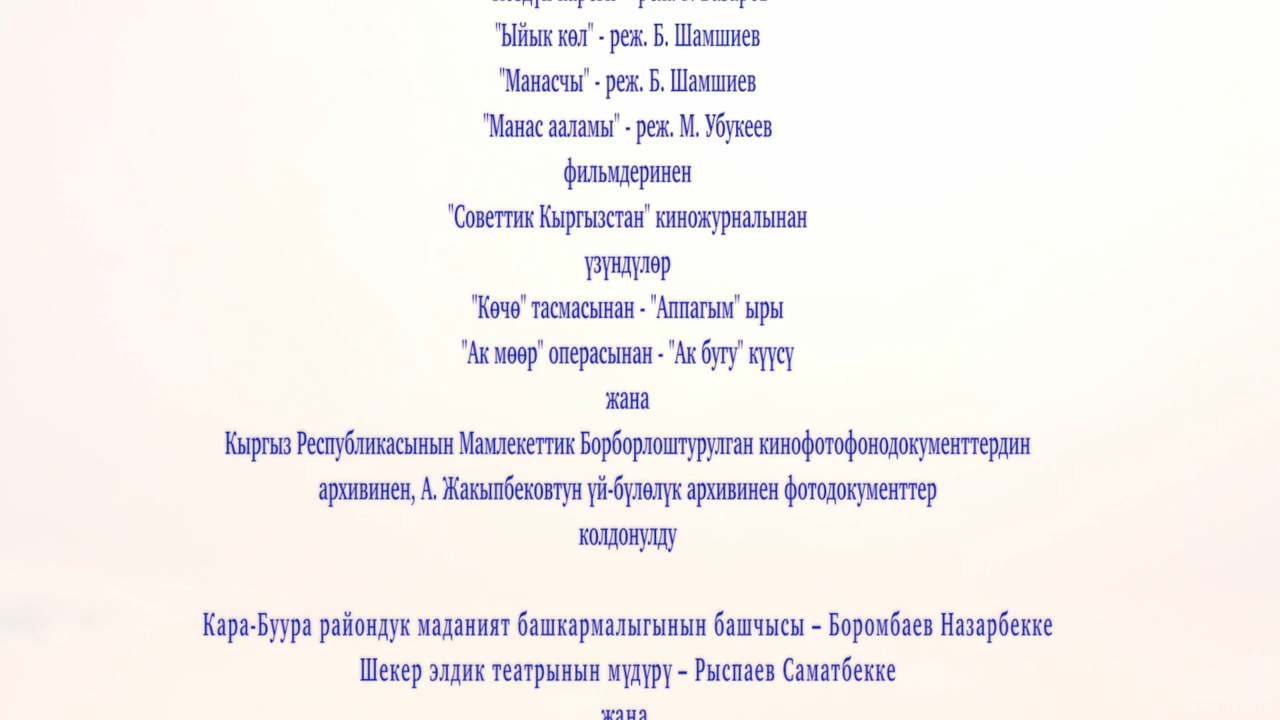 "Ыйык көл" - реж. Б. Шамшиев
"Манасчы" - реж. Б. Шамшиев
"Манас ааламы" - реж. М. Убукеев
фильмдеринен
"Советтик Кыргызстан" киножурналынан
үзүндүлөр
"Көчө" тасмасынан - "Аппагым" ыры
"Ак мөөр" операсынан - "Ак бугу" күүсү
жана
Кыргыз Республикасынын Мамлекеттик Борборлоштурулган кинофотофонодокументтердин
архивинен, А. Жакыпбековтун үй-бүлөлүк архивинен фотодокументтер
колдонулду
Кара-Буура райондук маданият башкармалыгынын башчысы – Боромбаев Назарбекке
Шекер элдик театрынын мүдүрү – Рыспаев Саматбекке
жана